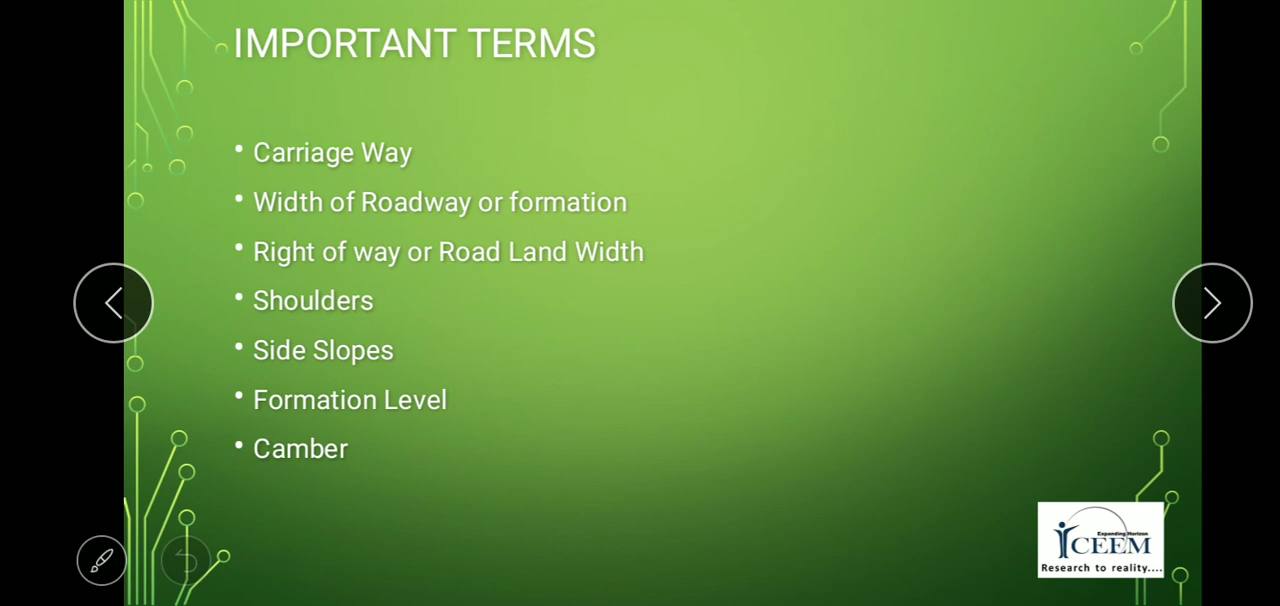 IMPORTANT TERMS
• Carriage Way
• Width of Roadway or formation
• Right of way or Road Land Width
• Shoulders
• Side Slopes
• Formation Level
• Camber
Expanding Horizon
ICEEM
Research to reality....